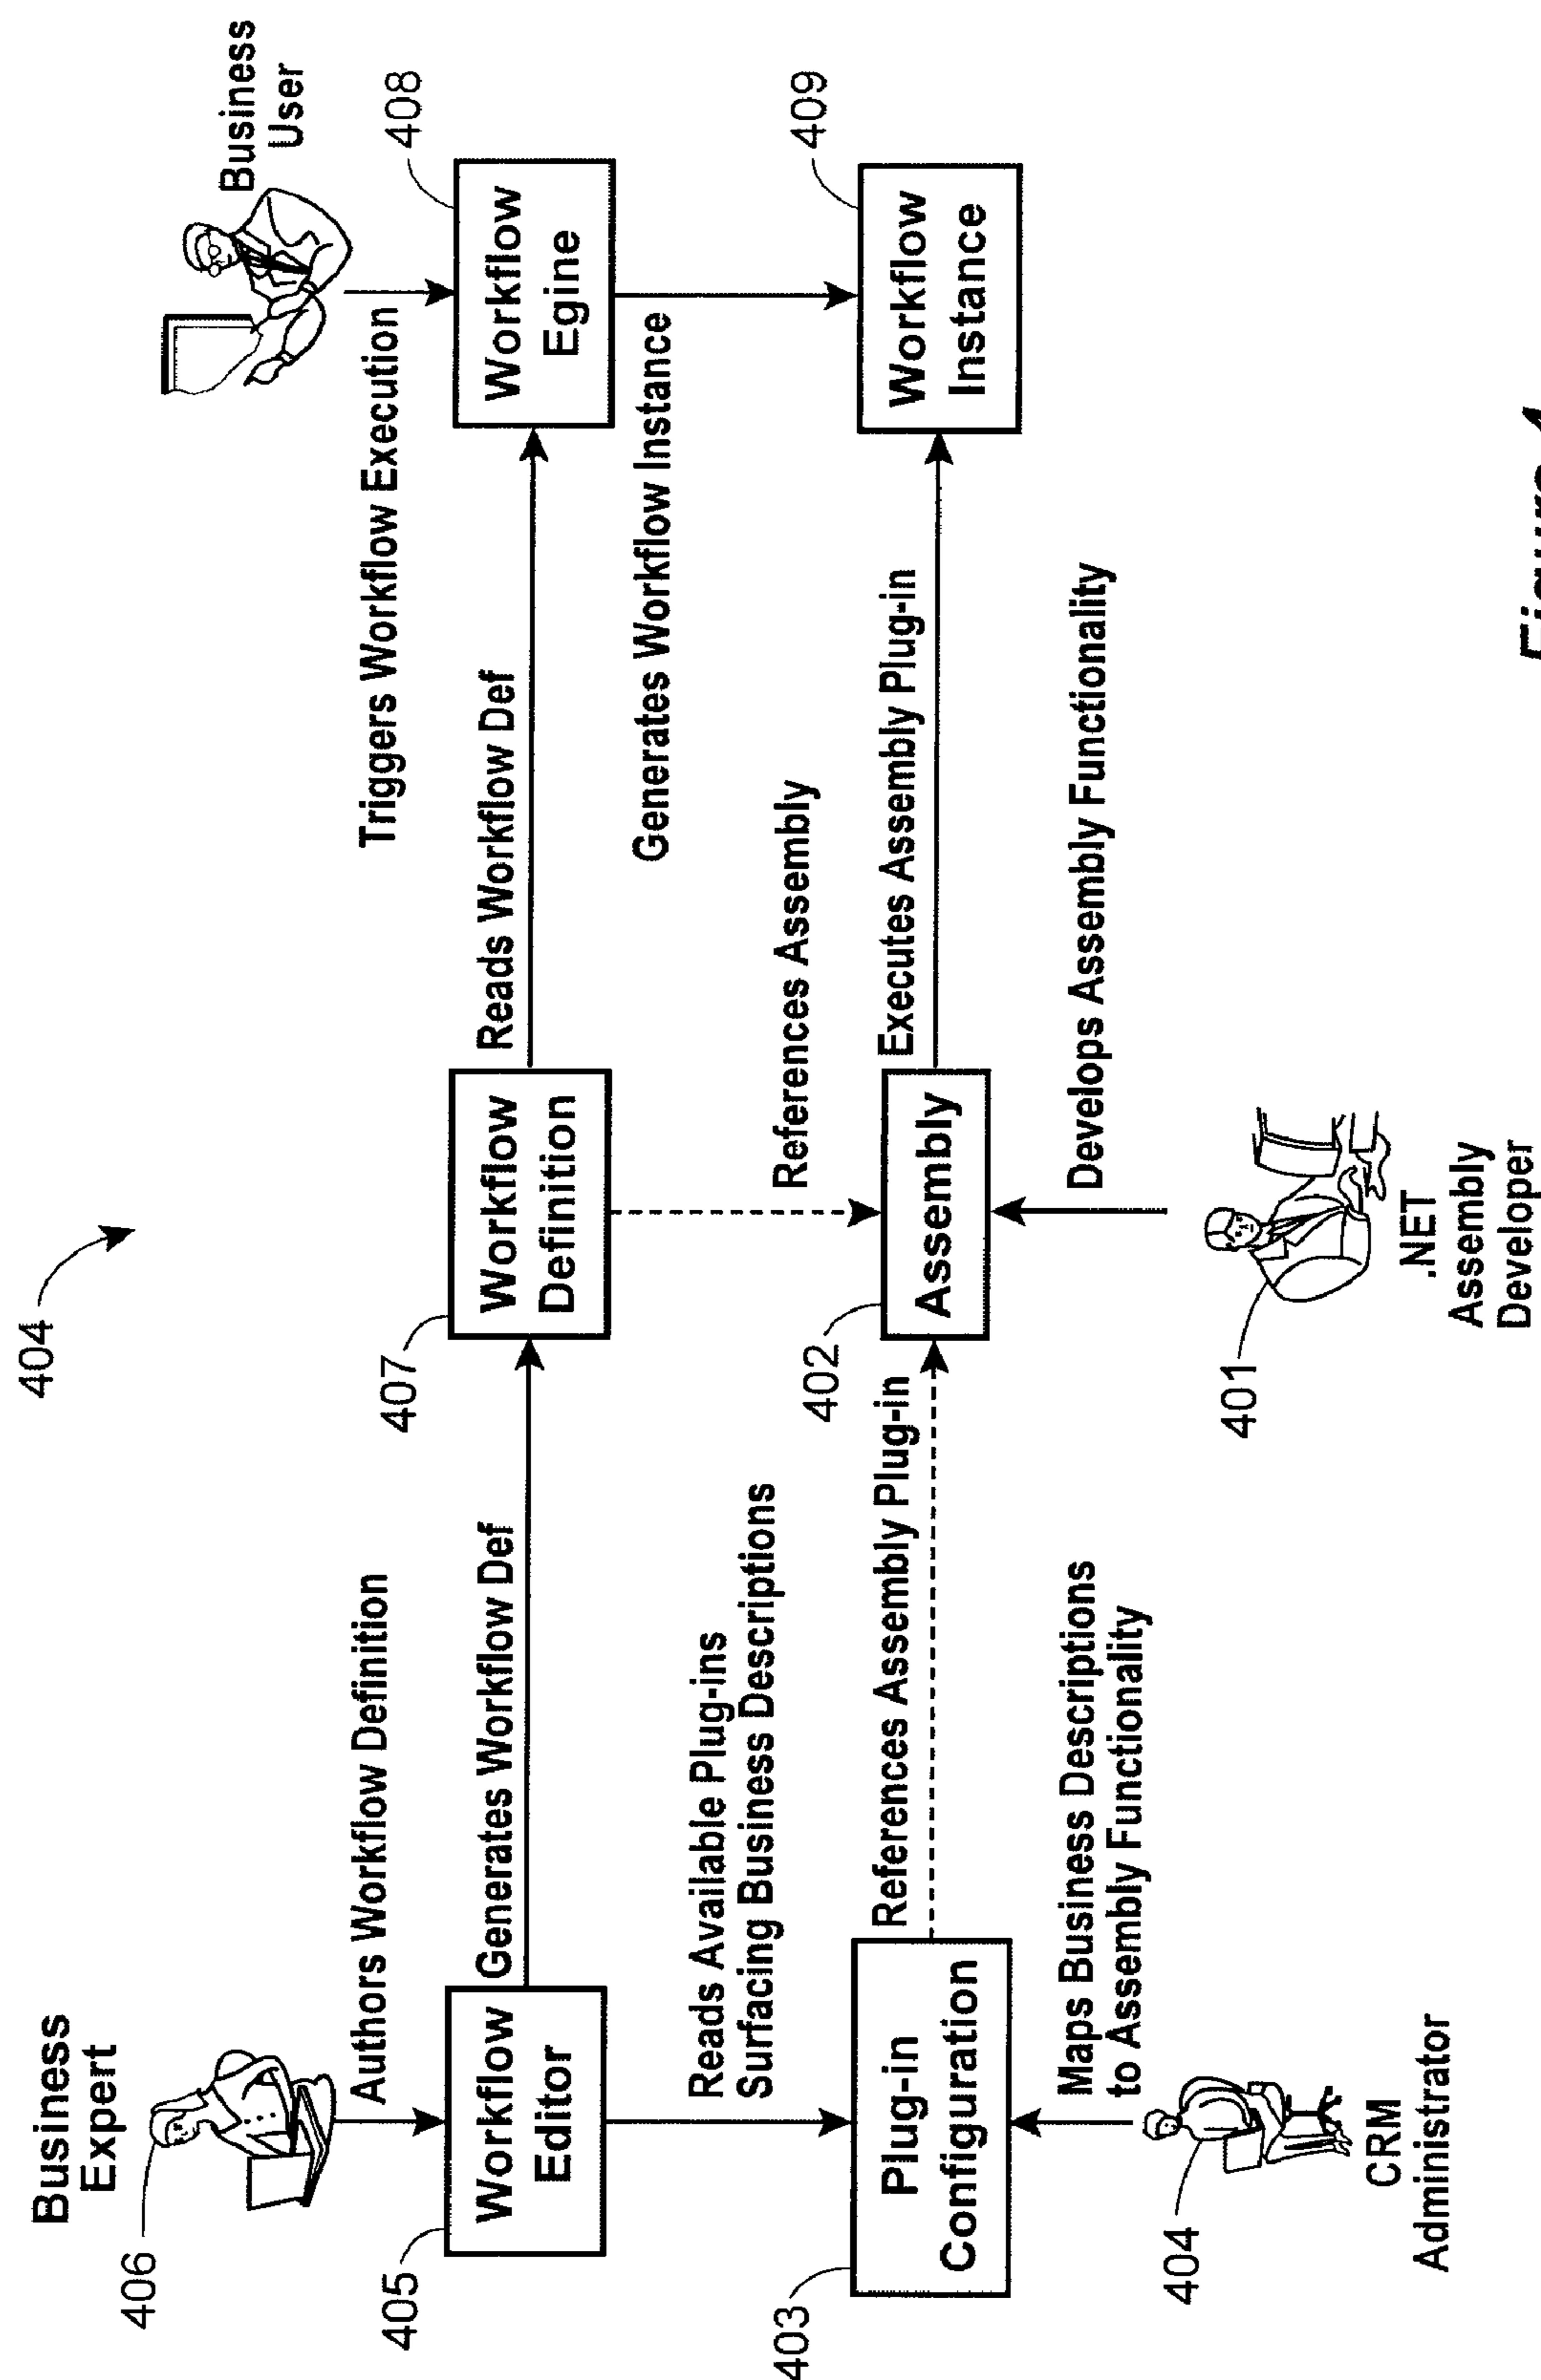 404
Business
Expert
406
Authors Workflow Definition
405
Workflow
Editor
Generates Workflow Def
407
Workflow
Definition
Reads Workflow Def
Triggers Workflow Execution
Business
User
408
Workflow
Egine
Generates Workflow Instance
Reads Available Plug-ins
Surfacing Business Descriptions
References Assembly
403
Plug-in
Configuration
References Assembly Plug-in
402
Assembly
Executes Assembly Plug-in
409
Workflow
Instance
Maps Business Descriptions
to Assembly Functionality
404
CRM
Administrator
Develops Assembly Functionality
401
.NET
Assembly
Developer